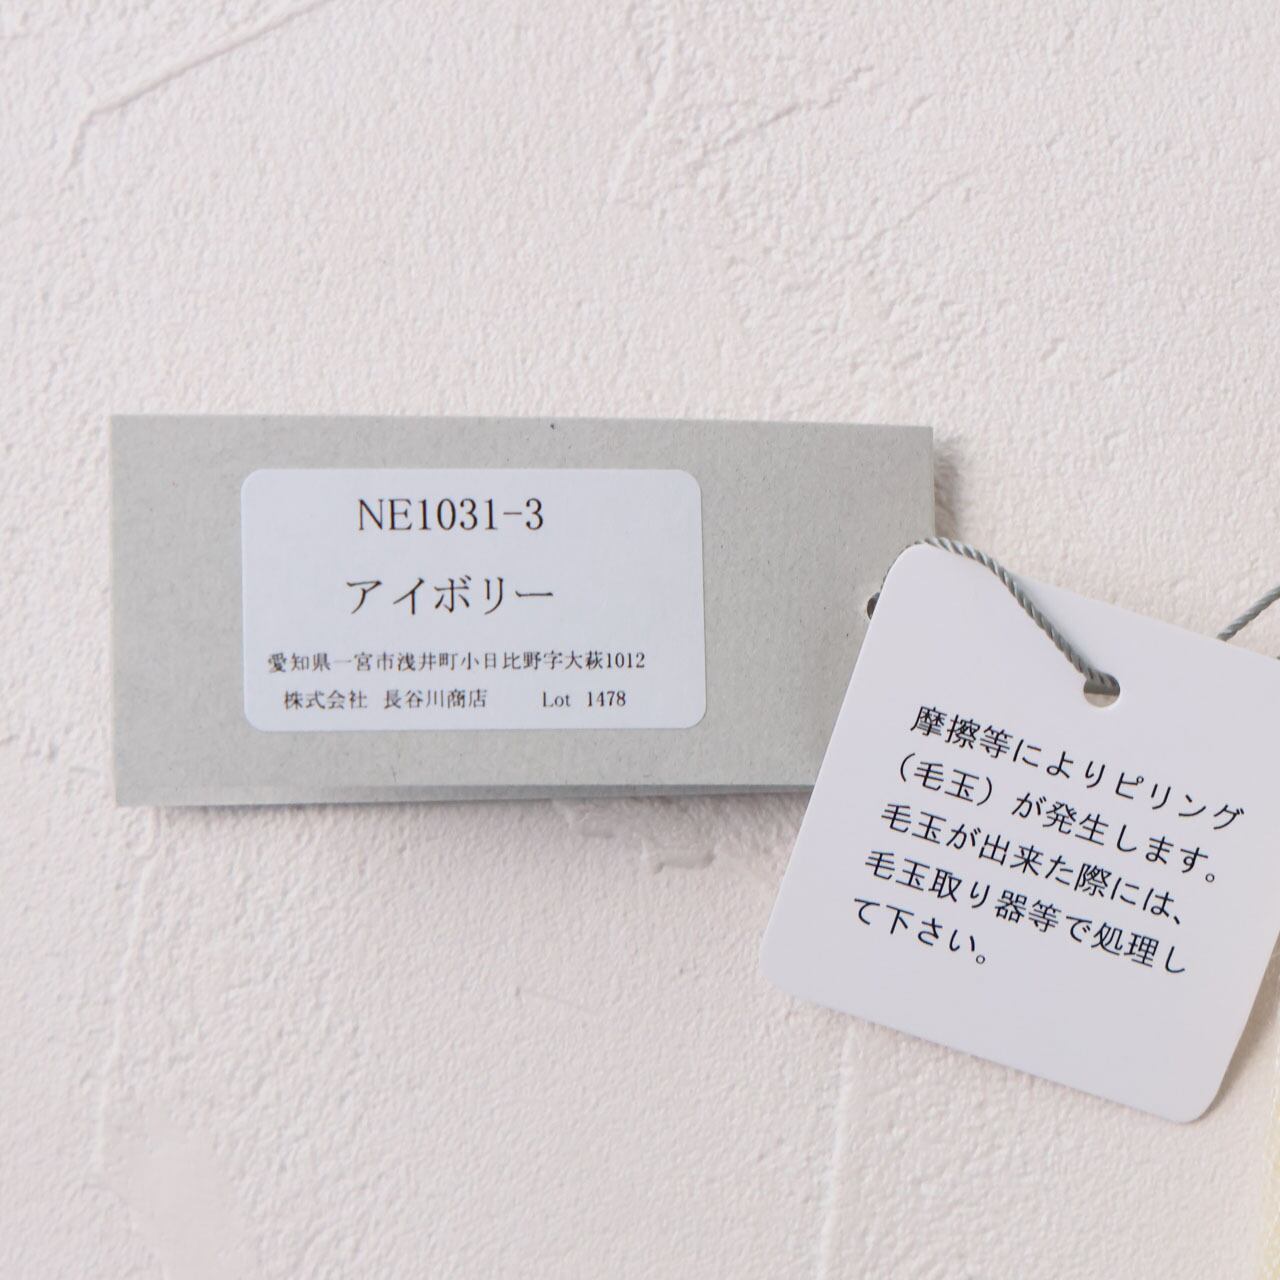 NE1031-3
アイボリー
愛知県一宮市浅井町小日比野字大萩1012
株式会社 長谷川商店 Lot 1478
摩擦等によりピリング
（毛玉）が発生します。
毛玉が出来た際には、
毛玉取り器等で処理し
て下さい。